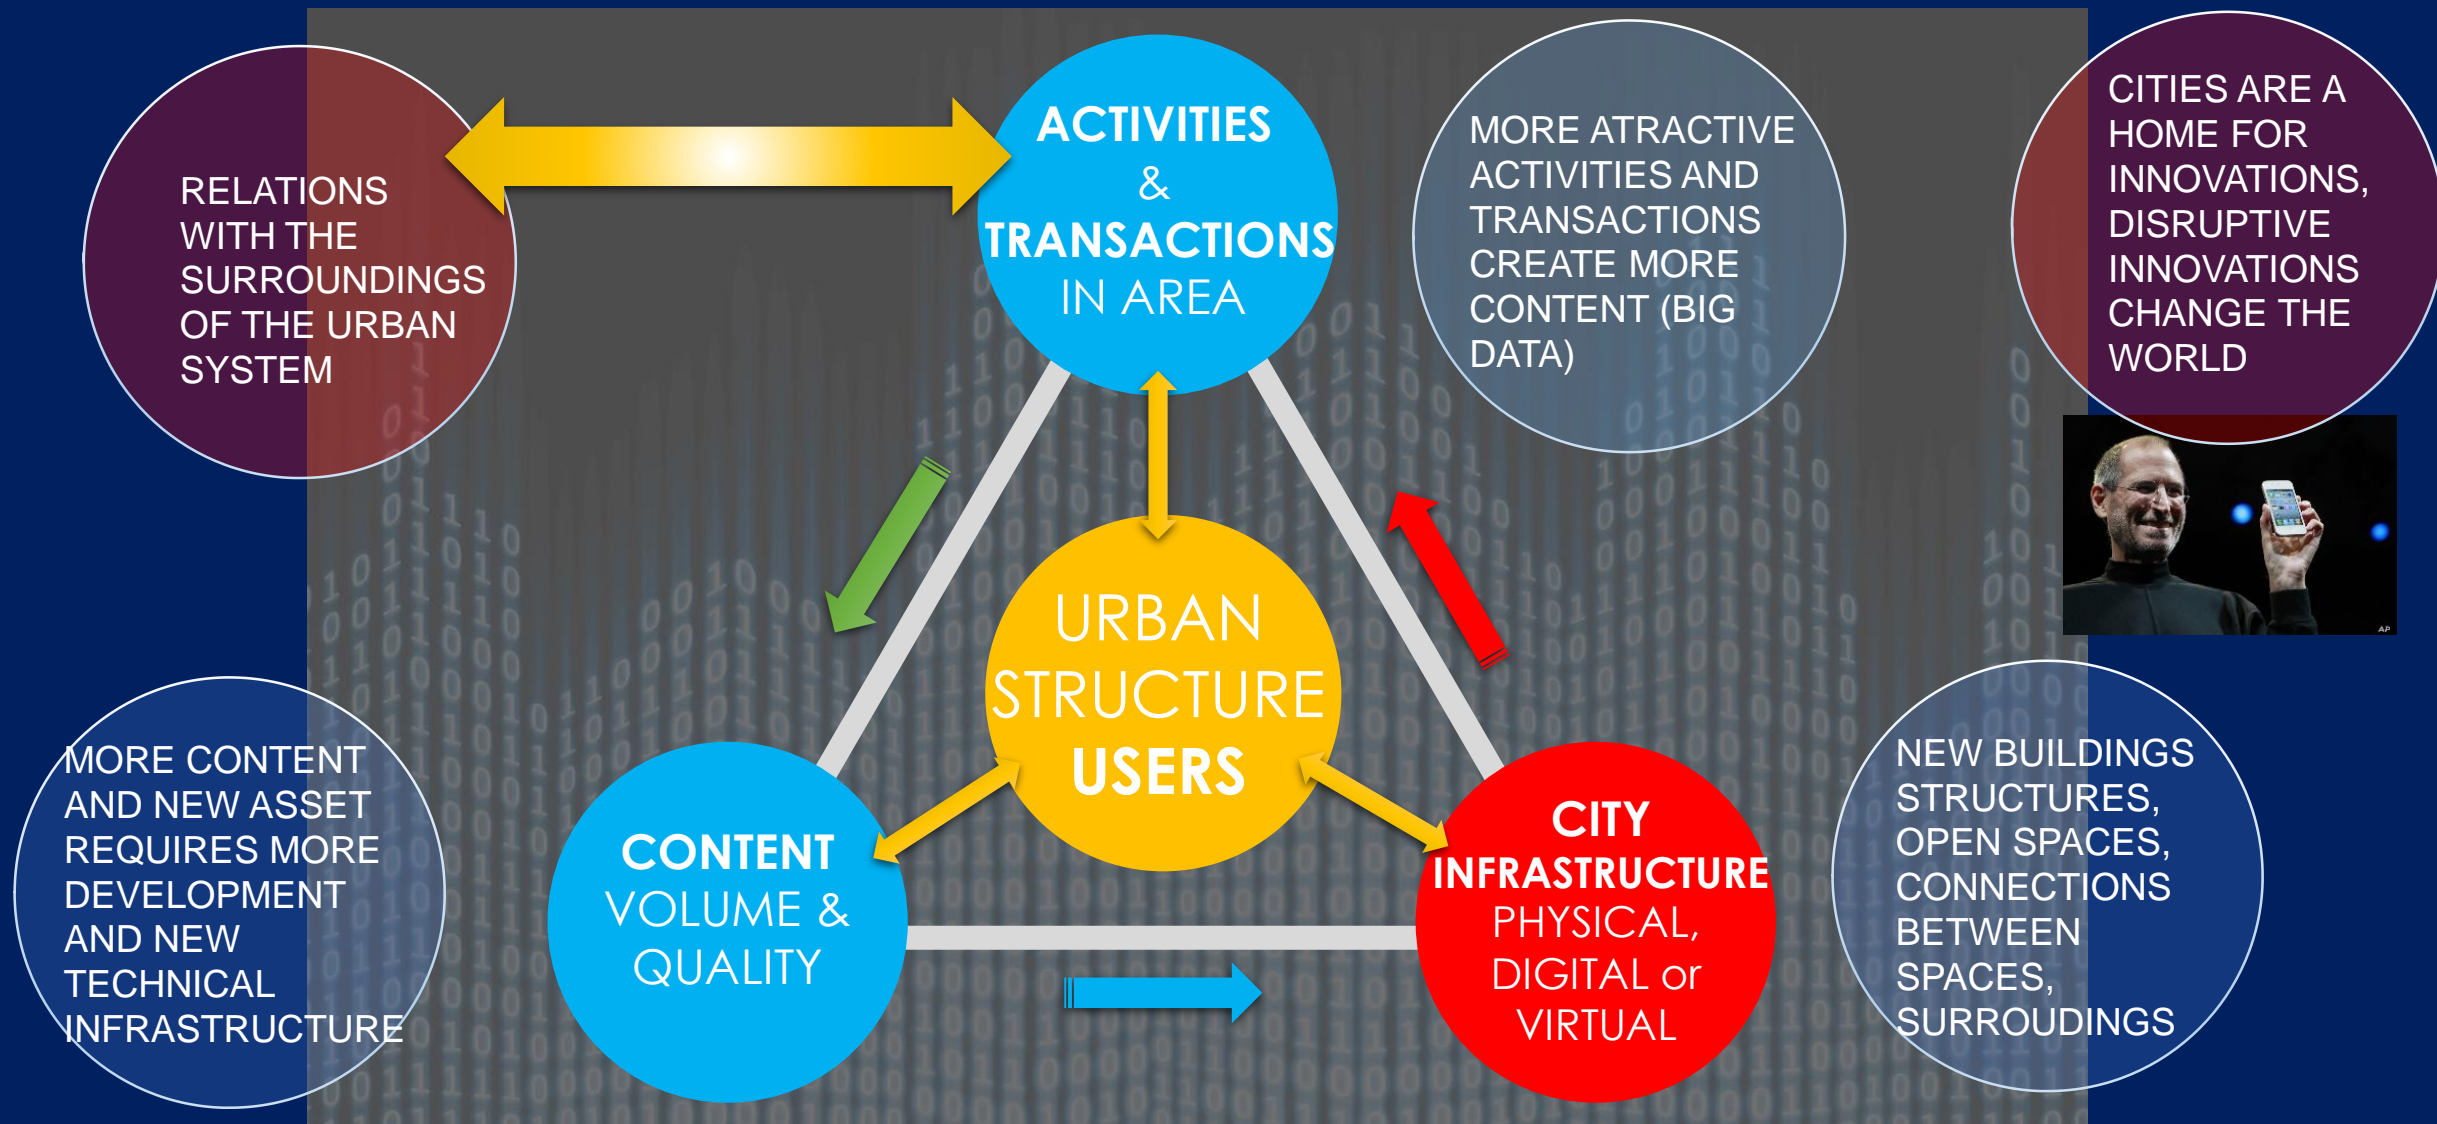 RELATIONS
WITH THE
SURROUNDINGS
OF THE URBAN
SYSTEM
ACTIVITIES
&
TRANSACTIONS
IN AREA
MORE ATRACTIVE
ACTIVITIES AND
TRANSACTIONS
CREATE MORE
CONTENT (BIG
DATA)
CITIES ARE A
HOME FOR
INNOVATIONS,
DISRUPTIVE
INNOVATIONS
CHANGE THE
WORLD
AP
URBAN
STRUCTURE
USERS
MORE CONTENT
AND NEW ASSET
REQUIRES MORE
DEVELOPMENT
AND NEW
TECHNICAL
INFRASTRUCTURE
CONTENT
VOLUME &
QUALITY
CITY
INFRASTRUCTURE
PHYSICAL,
DIGITAL or
VIRTUAL
NEW BUILDINGS
STRUCTURES,
OPEN SPACES,
CONNECTIONS
BETWEEN
SPACES,
SURROUDINGS